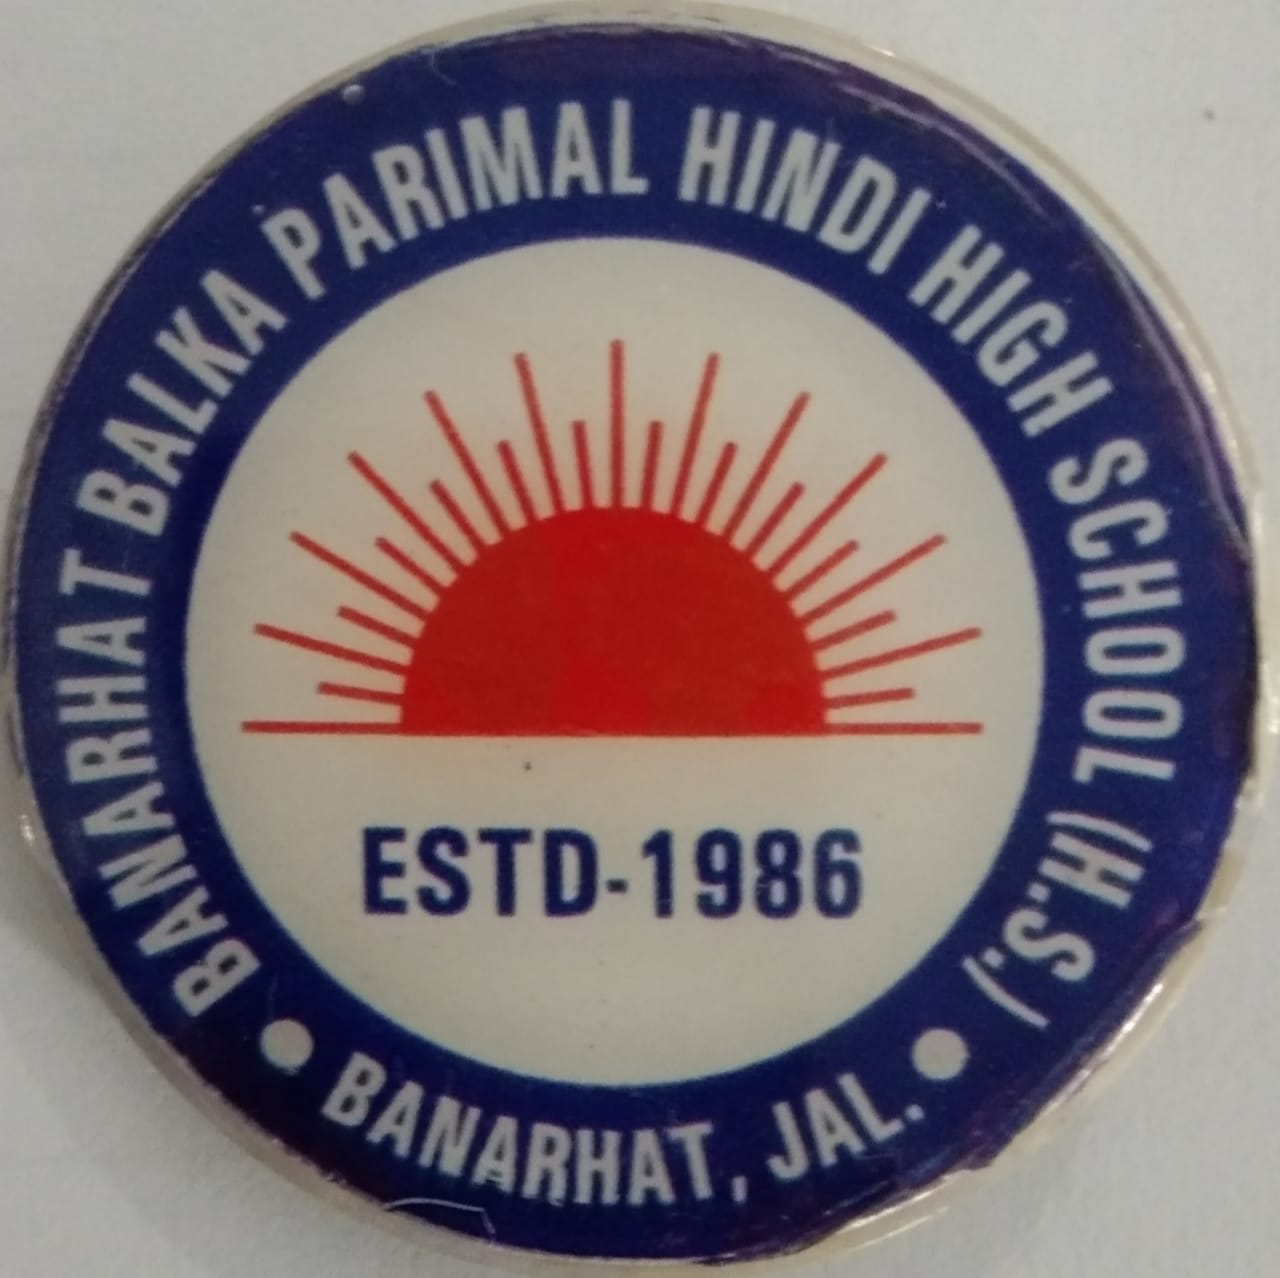 BANARHAT BALKA PARIMAL HINDI HIGH SCHOOL (H.S.)
ESTD-1986
• BANARHAT, JAL. •